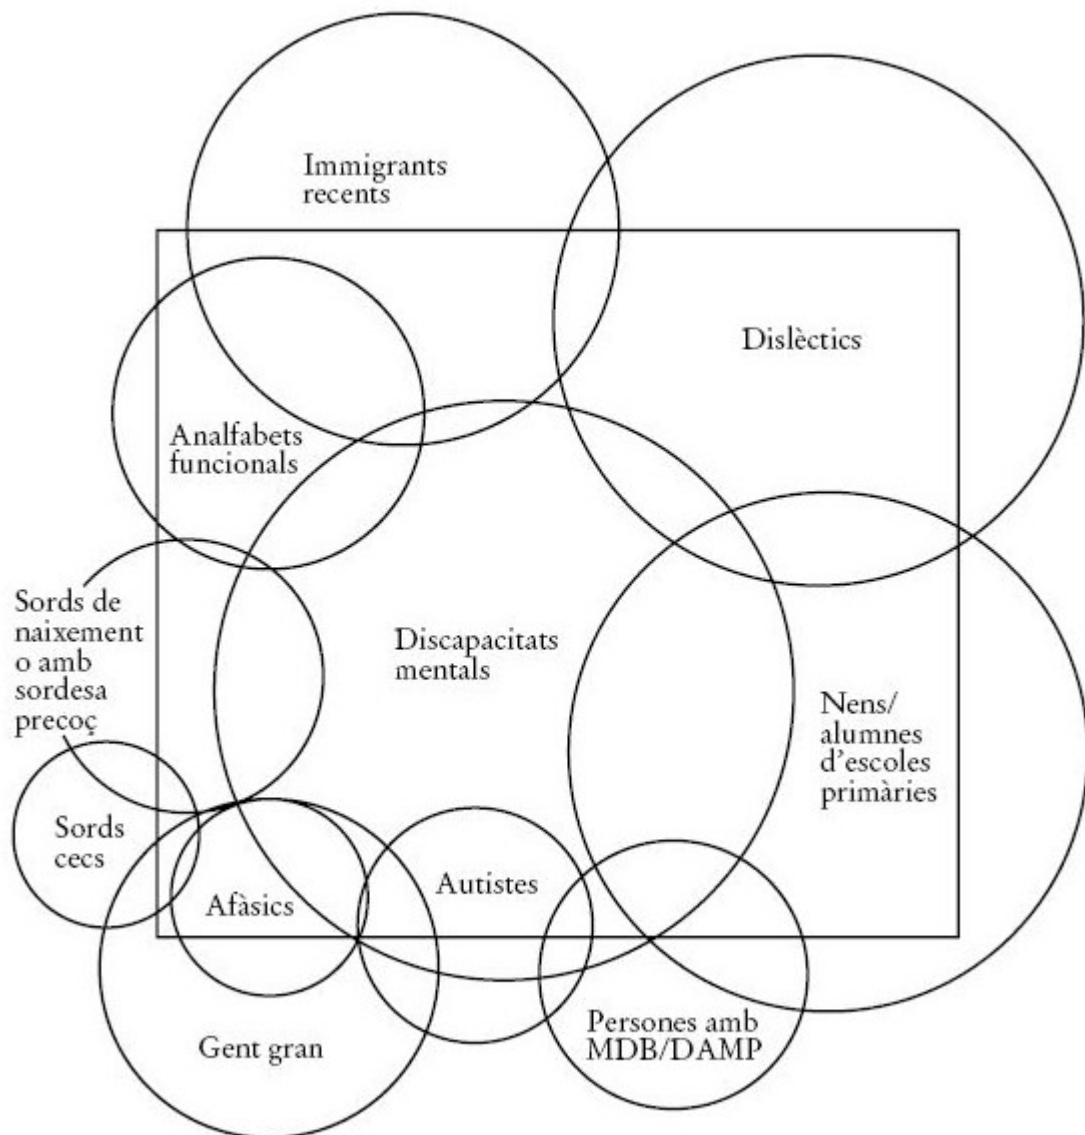 Immigrants
recents
Dislèctics
Analfabets
funcionals
Sords de
naixement
o amb
sordesa
precoç
Discapacitats
mentals
Nens/
alumnes
d'escoles
primàries
Sords
cecs
Afàsics
Autistes
Gent gran
Persones amb
MDB/DAMP